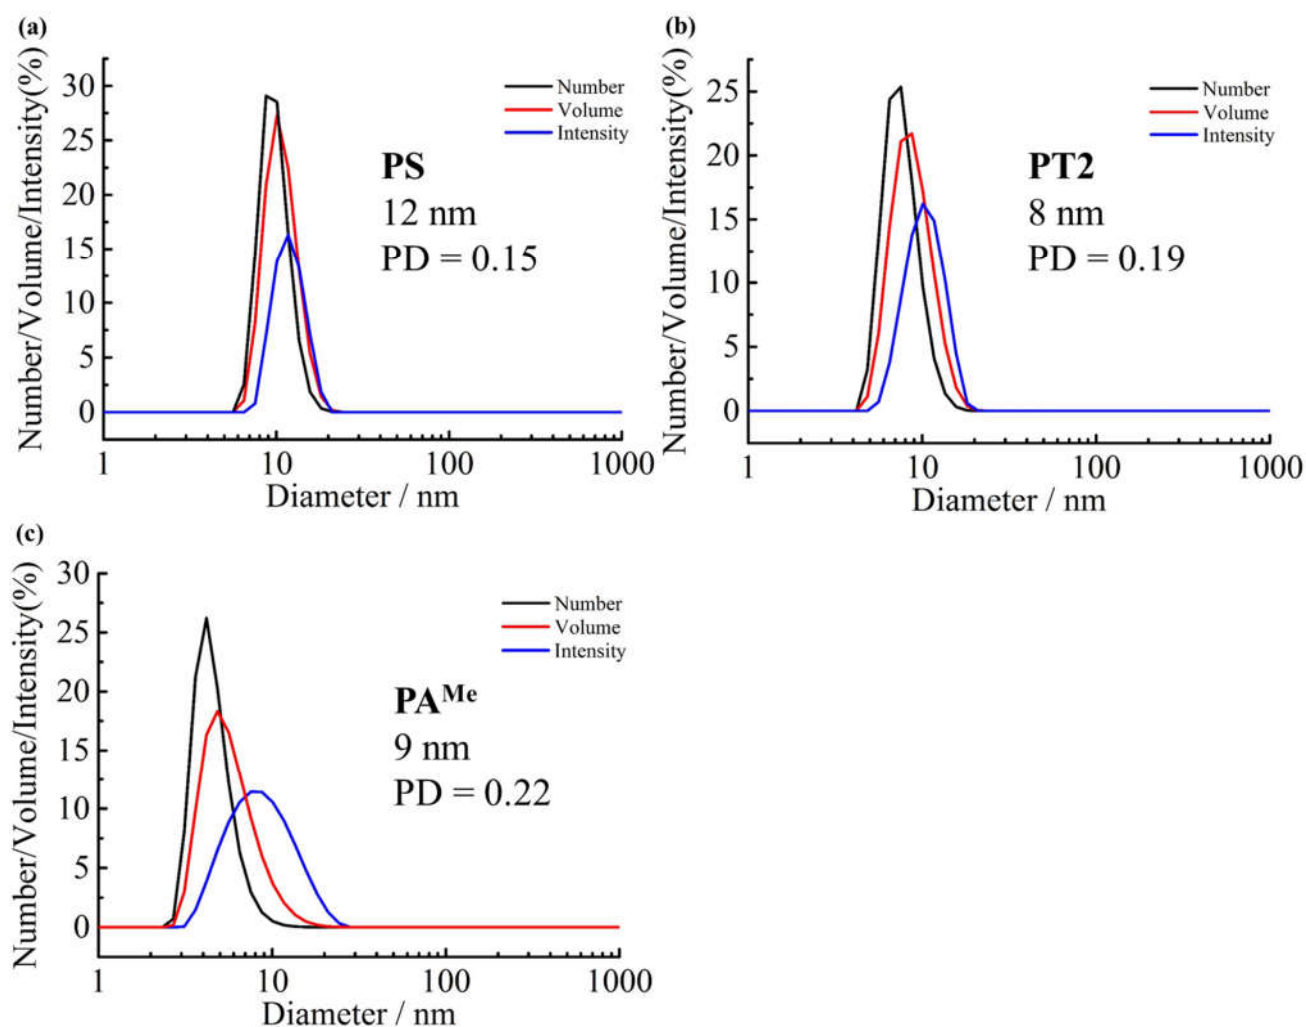 (a)
Number/Volume/Intensity(%)
30
25
20
15
10
5
0
Number
Volume
Intensity
PS
12 nm
PD = 0.15
1 10 100 1000
Diameter / nm
(b)
Number/Volume/Intensity(%)
25
20
15
10
5
0
Number
Volume
Intensity
PT2
8 nm
PD = 0.19
1 10 100 1000
Diameter / nm
(c)
Number/Volume/Intensity(%)
30
25
20
15
10
5
0
Number
Volume
Intensity
PA^Me
9 nm
PD = 0.22
1 10 100 1000
Diameter / nm